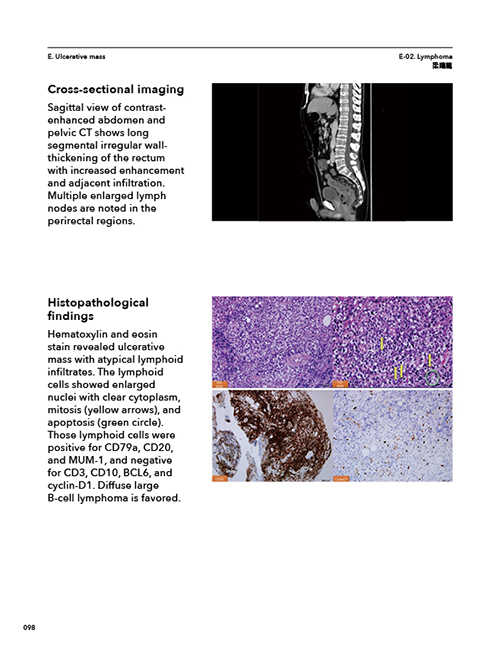 E. Ulcerative mass
E-02. Lymphoma
Cross-sectional imaging
Sagittal view of contrast-
enhanced abdomen and
pelvic CT shows long
segmental irregular wall-
thickening of the rectum
with increased enhancement
and adjacent infiltration.
Multiple enlarged lymph
nodes are noted in the
perirectal regions.
Histopathological
findings
Hematoxylin and eosin
stain revealed ulcerative
mass with atypical lymphoid
infiltrates. The lymphoid
cells showed enlarged
nuclei with clear cytoplasm,
mitosis (yellow arrows), and
apoptosis (green circle).
Those lymphoid cells were
positive for CD79a, CD20,
and MUM-1, and negative
for CD3, CD10, BCL6, and
cyclin-D1. Diffuse large
B-cell lymphoma is favored.
098